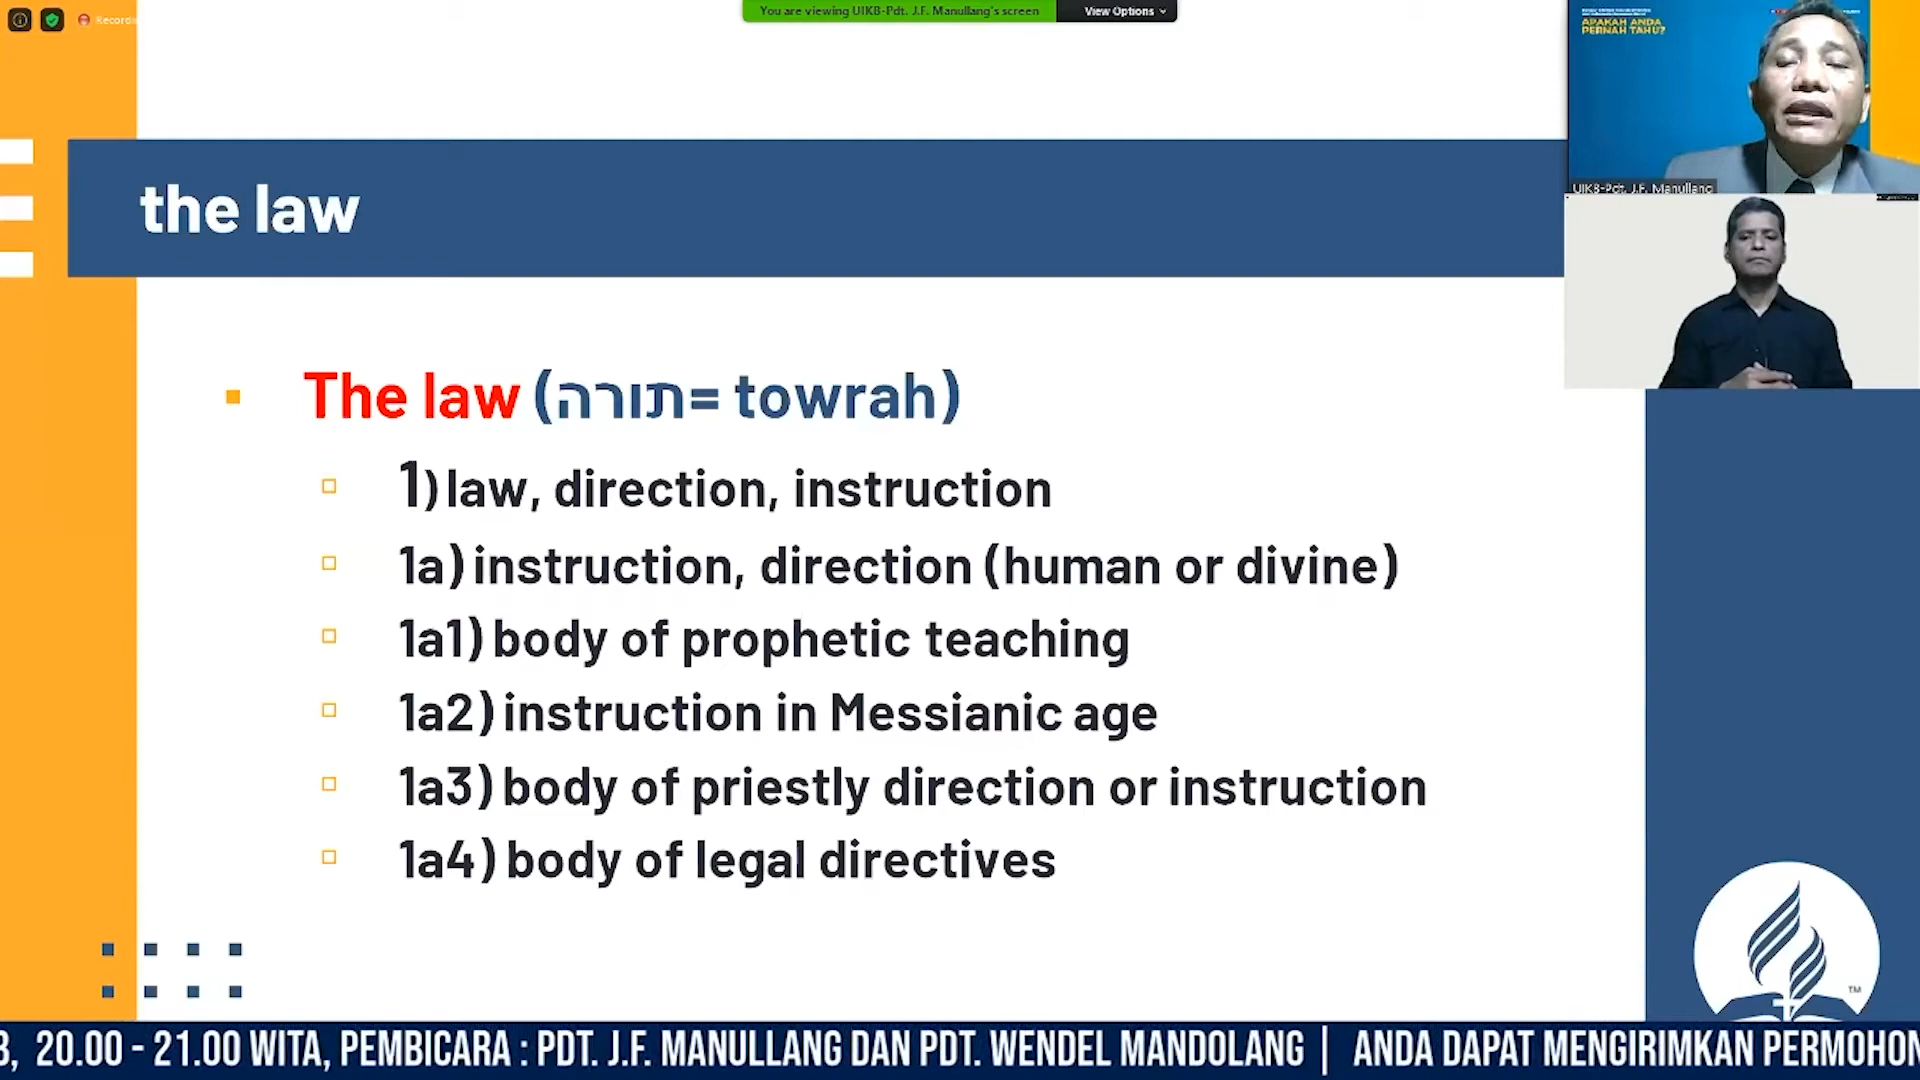 Recordin
You are viewing UIKB-Pdt. J.F. Manullang's screen
View Options
APAKAH ANDA
PERNAH TAHU?
UIKB-Pdt. J.F. Manullang
the law
The law (תורה= towrah)
1) law, direction, instruction
1a) instruction, direction (human or divine)
1a1) body of prophetic teaching
1a2) instruction in Messianic age
1a3) body of priestly direction or instruction
1a4) body of legal directives
TM
3, 20.00 - 21.00 WITA, PEMBICARA : PDT. J.F. MANULLANG DAN PDT. WENDEL MANDOLANG | ANDA DAPAT MENGIRIMKAN PERMOHON